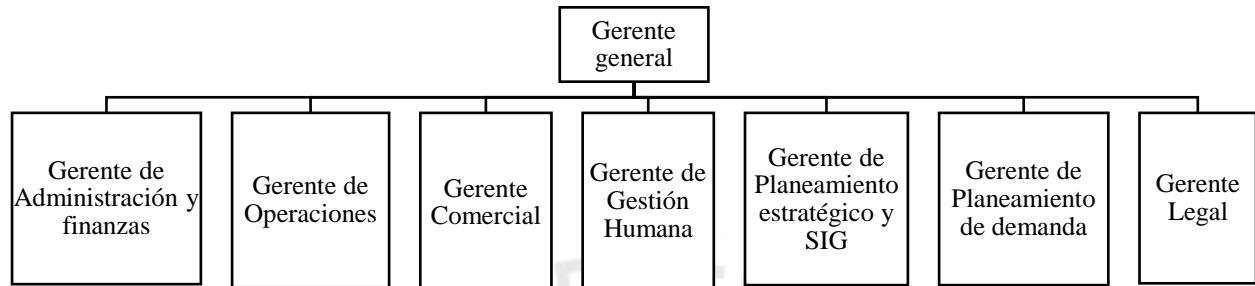 Gerente
general
Gerente de
Administración y
finanzas
Gerente de
Operaciones
Gerente
Comercial
Gerente de
Gestión
Humana
Gerente de
Planeamiento
estratégico y
SIG
Gerente de
Planeamiento
de demanda
Gerente
Legal